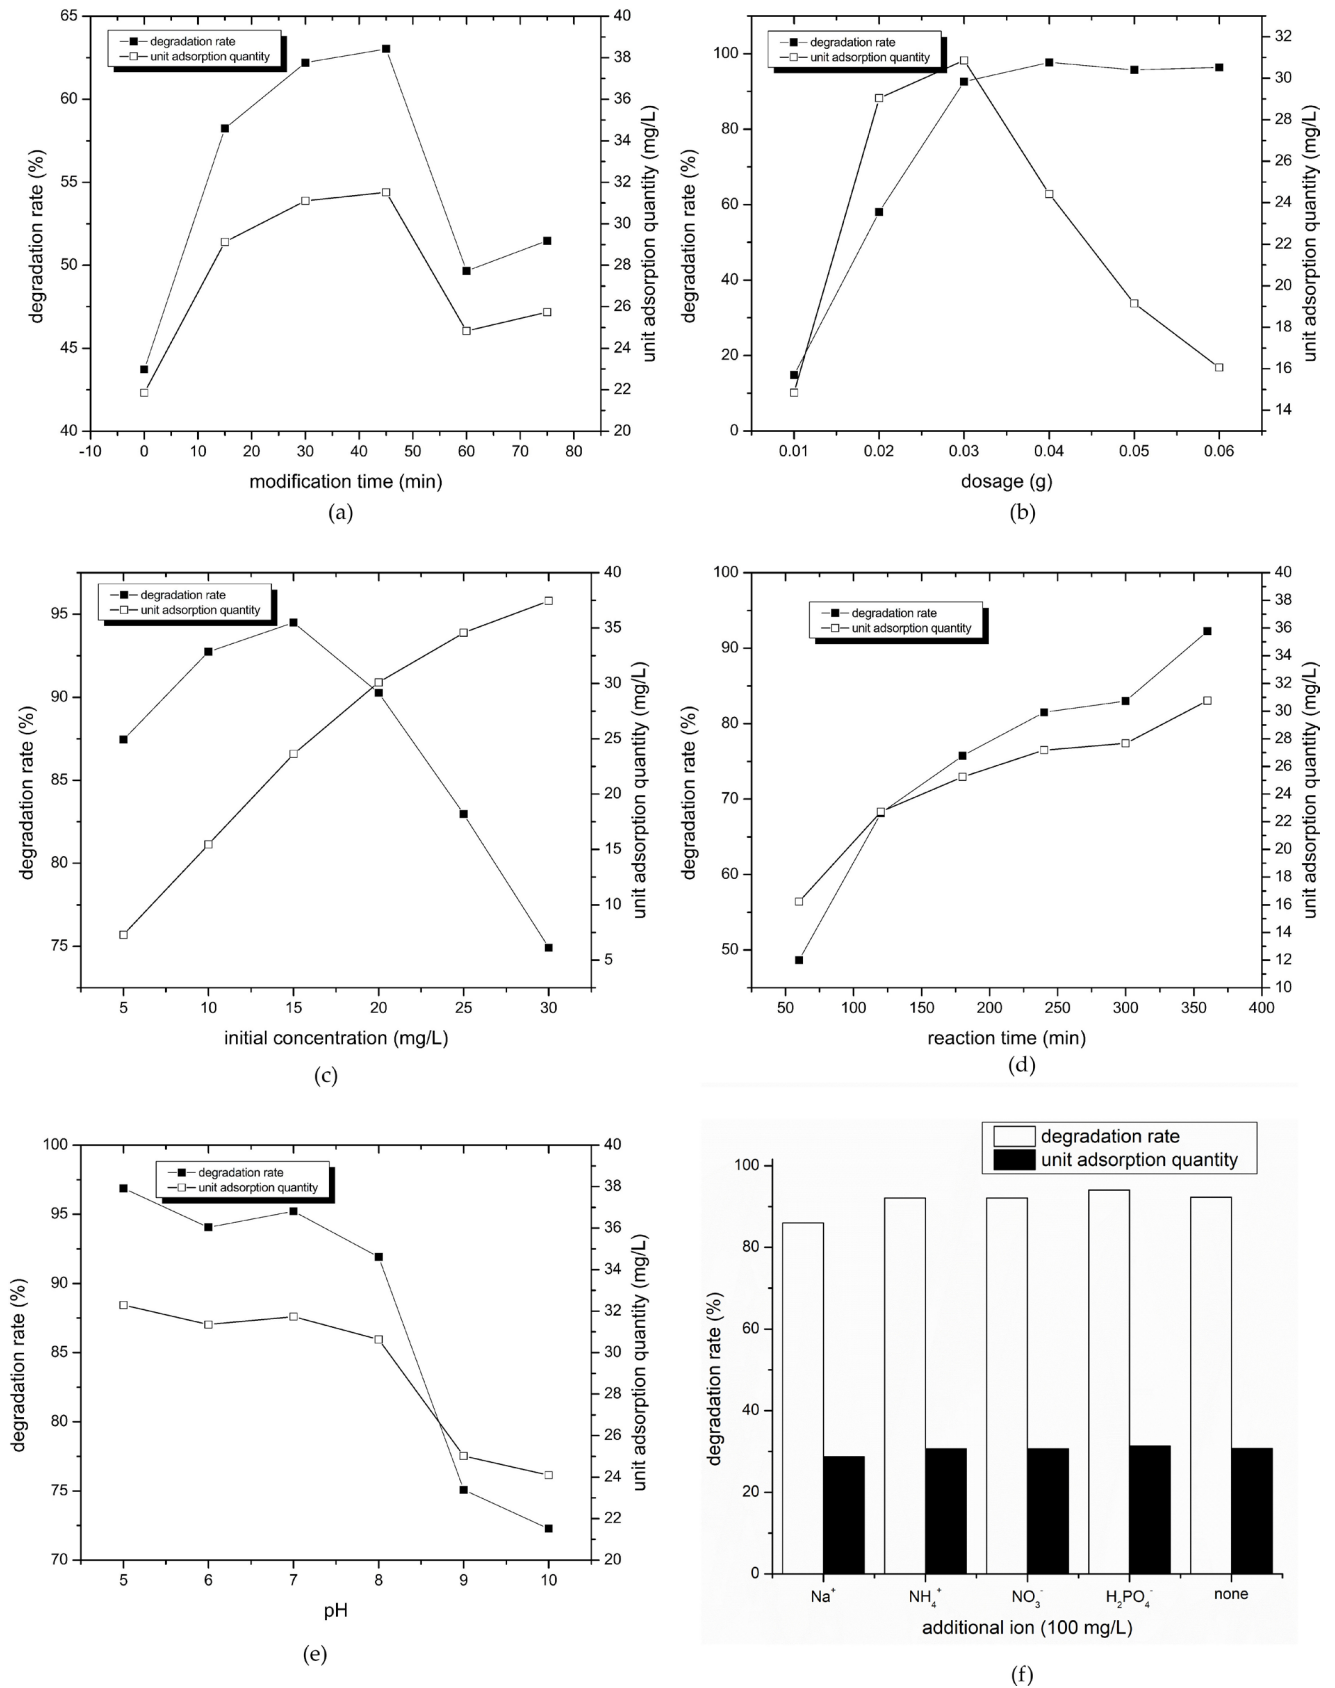 65
60
55
50
45
40
degradation rate (%)
degradation rate
unit adsorption quantity
40
38
36
34
32
30
28
26
24
22
20
unit adsorption quantity (mg/L)
-10 0 10 20 30 40 50 60 70 80
modification time (min)
(a)
100
80
60
40
20
0
degradation rate (%)
degradation rate
unit adsorption quantity
32
30
28
26
24
22
20
18
16
14
unit adsorption quantity (mg/L)
0.01 0.02 0.03 0.04 0.05 0.06
dosage (g)
(b)
95
90
85
80
75
degradation rate (%)
degradation rate
unit adsorption quantity
40
35
30
25
20
15
10
5
unit adsorption quantity (mg/L)
5 10 15 20 25 30
initial concentration (mg/L)
(c)
100
90
80
70
60
50
degradation rate (%)
degradation rate
unit adsorption quantity
40
38
36
34
32
30
28
26
24
22
20
18
16
14
12
10
unit adsorption quantity (mg/L)
50 100 150 200 250 300 350 400
reaction time (min)
(d)
100
95
90
85
80
75
70
degradation rate (%)
degradation rate
unit adsorption quantity
40
38
36
34
32
30
28
26
24
22
20
unit adsorption quantity (mg/L)
5 6 7 8 9 10
pH
(e)
degradation rate
unit adsorption quantity
100
80
60
40
20
0
degradation rate (%)
Na⁺ NH₄⁺ NO₃⁻ H₂PO₄⁻ none
additional ion (100 mg/L)
(f)